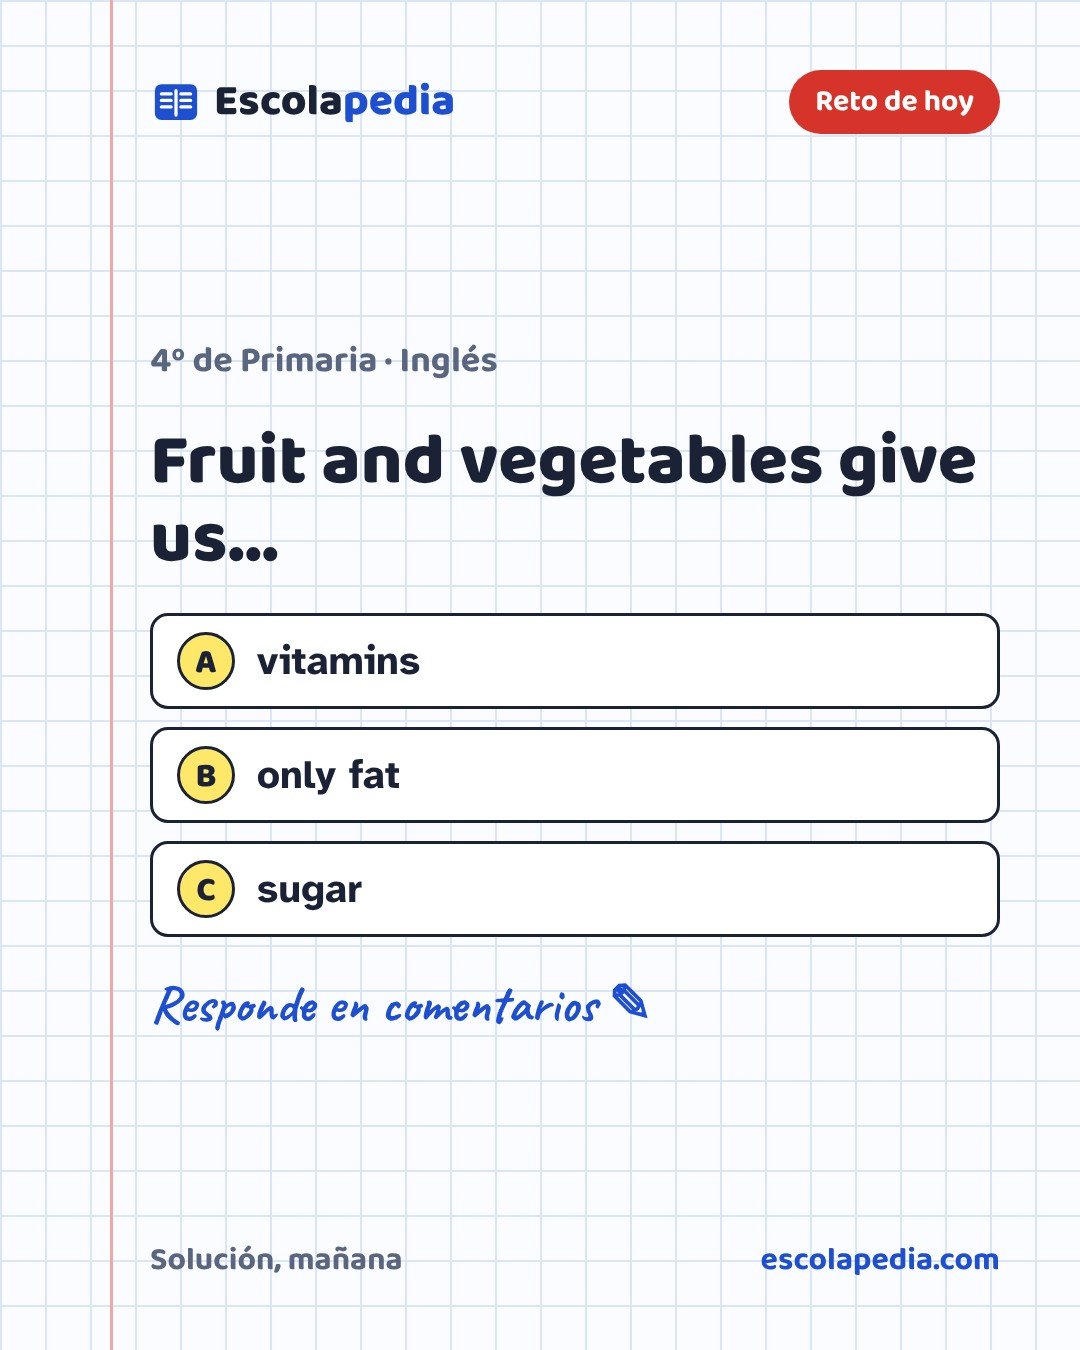 Escolapedia
Reto de hoy
4º de Primaria · Inglés
Fruit and vegetables give
us...
A vitamins
B only fat
C sugar
Responde en comentarios ✎
Solución, mañana
escolapedia.com